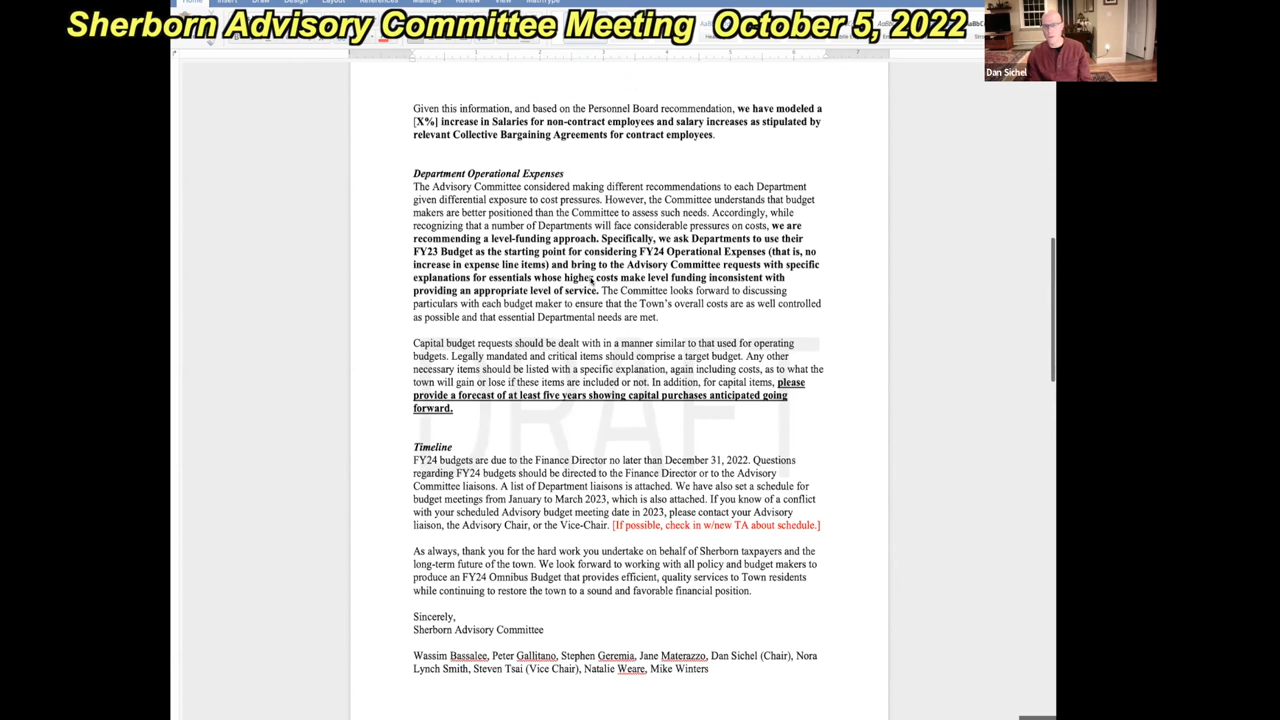 Home Insert Draw Design Layout References Mailings Review View MathType
Sherborn Advisory Committee Meeting October 5, 2022
Dan Sichel
Given this information, and based on the Personnel Board recommendation, we have modeled a
[X%] increase in Salaries for non-contract employees and salary increases as stipulated by
relevant Collective Bargaining Agreements for contract employees.
Department Operational Expenses
The Advisory Committee considered making different recommendations to each Department
given differential exposure to cost pressures. However, the Committee understands that budget
makers are better positioned than the Committee to assess such needs. Accordingly, while
recognizing that a number of Departments will face considerable pressures on costs, we are
recommending a level-funding approach. Specifically, we ask Departments to use their
FY23 Budget as the starting point for considering FY24 Operational Expenses (that is, no
increase in expense line items) and bring to the Advisory Committee requests with specific
explanations for essentials whose higher costs make level funding inconsistent with
providing an appropriate level of service. The Committee looks forward to discussing
particulars with each budget maker to ensure that the Town's overall costs are as well controlled
as possible and that essential Departmental needs are met.
Capital budget requests should be dealt with in a manner similar to that used for operating
budgets. Legally mandated and critical items should comprise a target budget. Any other
necessary items should be listed with a specific explanation, again including costs, as to what the
town will gain or lose if these items are included or not. In addition, for capital items, please
provide a forecast of at least five years showing capital purchases anticipated going
forward.
DRAFT
Timeline
FY24 budgets are due to the Finance Director no later than December 31, 2022. Questions
regarding FY24 budgets should be directed to the Finance Director or to the Advisory
Committee liaisons. A list of Department liaisons is attached. We have also set a schedule for
budget meetings from January to March 2023, which is also attached. If you know of a conflict
with your scheduled Advisory budget meeting date in 2023, please contact your Advisory
liaison, the Advisory Chair, or the Vice-Chair. [If possible, check in w/new TA about schedule.]
As always, thank you for the hard work you undertake on behalf of Sherborn taxpayers and the
long-term future of the town. We look forward to working with all policy and budget makers to
produce an FY24 Omnibus Budget that provides efficient, quality services to Town residents
while continuing to restore the town to a sound and favorable financial position.
Sincerely,
Sherborn Advisory Committee
Wassim Bassalee, Peter Gallitano, Stephen Geremia, Jane Materazzo, Dan Sichel (Chair), Nora
Lynch Smith, Steven Tsai (Vice Chair), Natalie Weare, Mike Winters